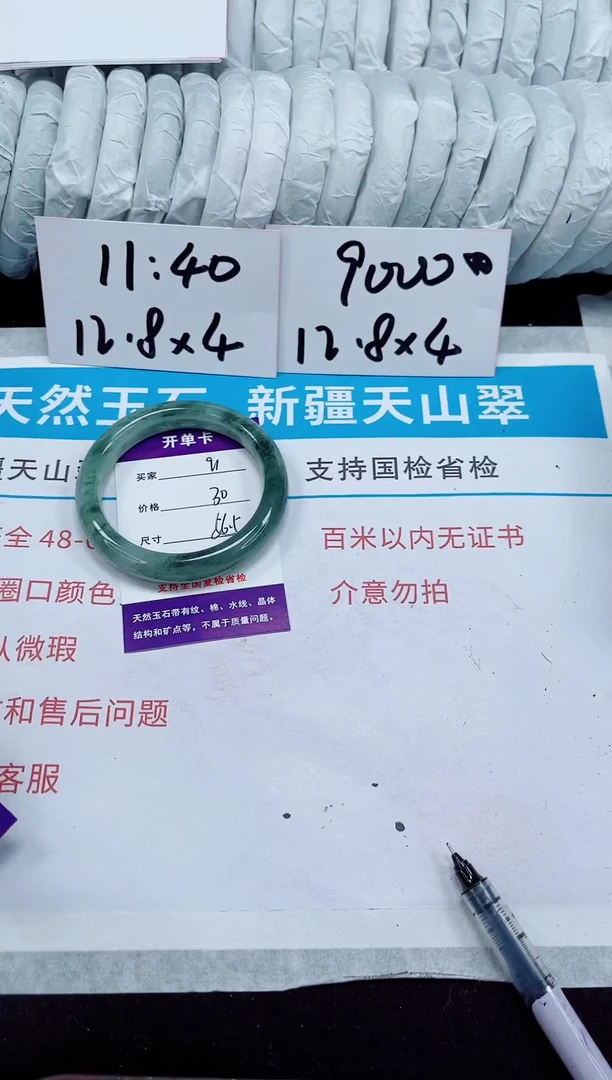 11:40
12.8×4
9000
12.8×4
天然玉石 新疆天山翠
天山
支持国检省检
开单卡
买家 91
价格 30
尺寸 56.5
支持全国复检省检
天然玉石带有纹、棉、水线、晶体
结构和矿点等，不属于质量问题。
全 48-
圈口颜色
微瑕
和售后问题
客服
百米以内无证书
介意勿拍